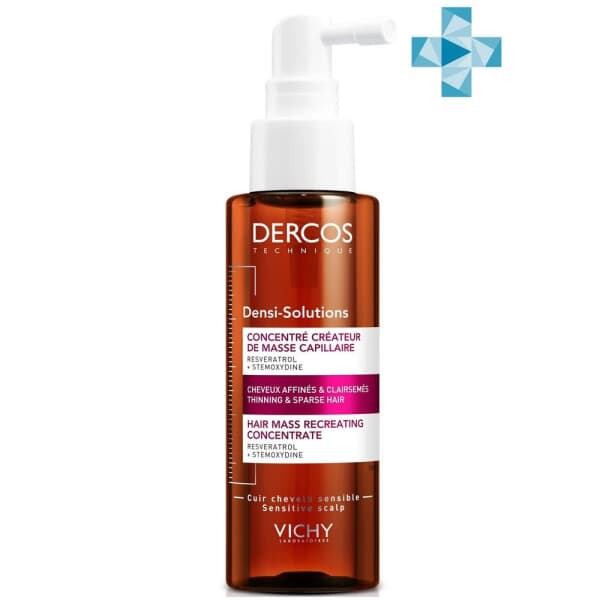 DERCOS
TECHNIQUE
Densi-Solutions
CONCENTRÉ CRÉATEUR
DE MASSE CAPILLAIRE
RESVERATROL
+ STEMOXYDINE
CHEVEUX AFFINÉS & CLAIRSEMÉS
THINNING & SPARSE HAIR
HAIR MASS RECREATING
CONCENTRATE
RESVERATROL
+ STEMOXYDINE
Cuir chevelu sensible
Sensitive scalp
VICHY
LABORATOIRES